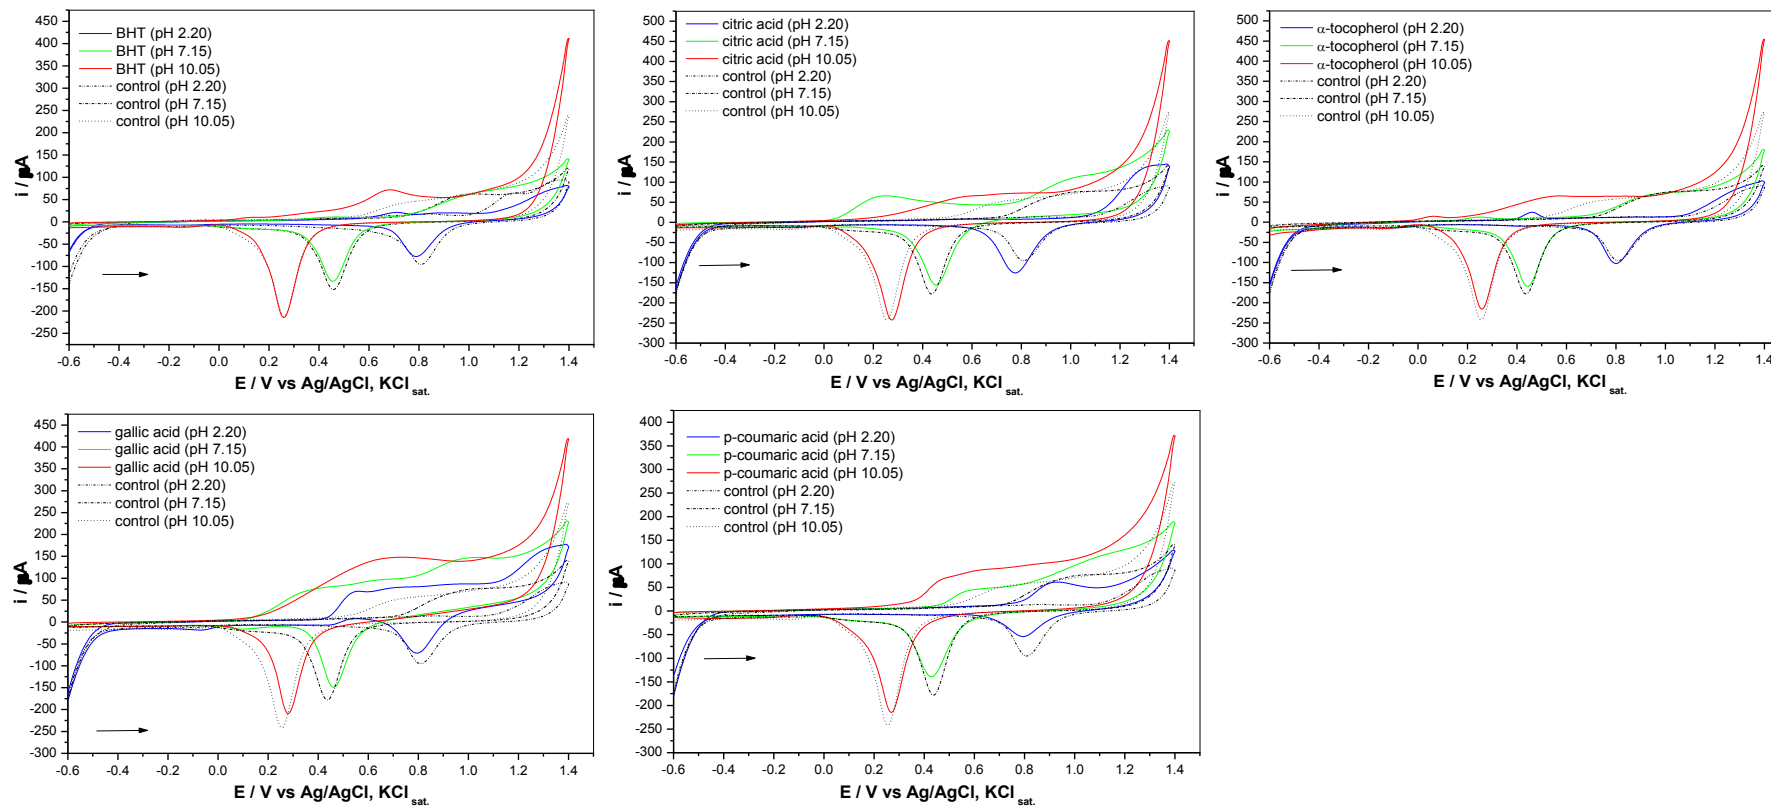 BHT (pH 2.20)
BHT (pH 7.15)
BHT (pH 10.05)
control (pH 2.20)
control (pH 7.15)
control (pH 10.05)
450
400
350
300
250
200
150
100
50
0
-50
-100
-150
-200
-250
i / µA
-0.6 -0.4 -0.2 0.0 0.2 0.4 0.6 0.8 1.0 1.2 1.4
E / V vs Ag/AgCl, KCl sat.
citric acid (pH 2.20)
citric acid (pH 7.15)
citric acid (pH 10.05)
control (pH 2.20)
control (pH 7.15)
control (pH 10.05)
500
450
400
350
300
250
200
150
100
50
0
-50
-100
-150
-200
-250
-300
i / µA
-0.6 -0.4 -0.2 0.0 0.2 0.4 0.6 0.8 1.0 1.2 1.4
E / V vs Ag/AgCl, KCl sat.
α-tocopherol (pH 2.20)
α-tocopherol (pH 7.15)
α-tocopherol (pH 10.05)
control (pH 2.20)
control (pH 7.15)
control (pH 10.05)
500
450
400
350
300
250
200
150
100
50
0
-50
-100
-150
-200
-250
-300
i / µA
-0.6 -0.4 -0.2 0.0 0.2 0.4 0.6 0.8 1.0 1.2 1.4
E / V vs Ag/AgCl, KCl sat.
gallic acid (pH 2.20)
gallic acid (pH 7.15)
gallic acid (pH 10.05)
control (pH 2.20)
control (pH 7.15)
control (pH 10.05)
450
400
350
300
250
200
150
100
50
0
-50
-100
-150
-200
-250
-300
i / µA
-0.6 -0.4 -0.2 0.0 0.2 0.4 0.6 0.8 1.0 1.2 1.4
E / V vs Ag/AgCl, KCl sat.
p-coumaric acid (pH 2.20)
p-coumaric acid (pH 7.15)
p-coumaric acid (pH 10.05)
control (pH 2.20)
control (pH 7.15)
control (pH 10.05)
400
350
300
250
200
150
100
50
0
-50
-100
-150
-200
-250
-300
i / µA
-0.6 -0.4 -0.2 0.0 0.2 0.4 0.6 0.8 1.0 1.2 1.4
E / V vs Ag/AgCl, KCl sat.